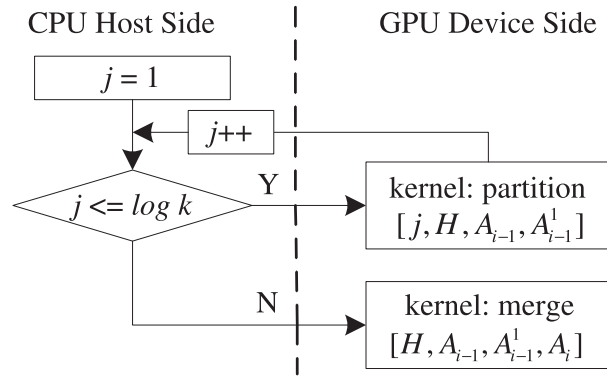 CPU Host Side
GPU Device Side
j = 1
j++
j <= log k
Y
kernel: partition
[j, H, A_{i-1}, A_{i-1}^1]
N
kernel: merge
[H, A_{i-1}, A_{i-1}^1, A_i]